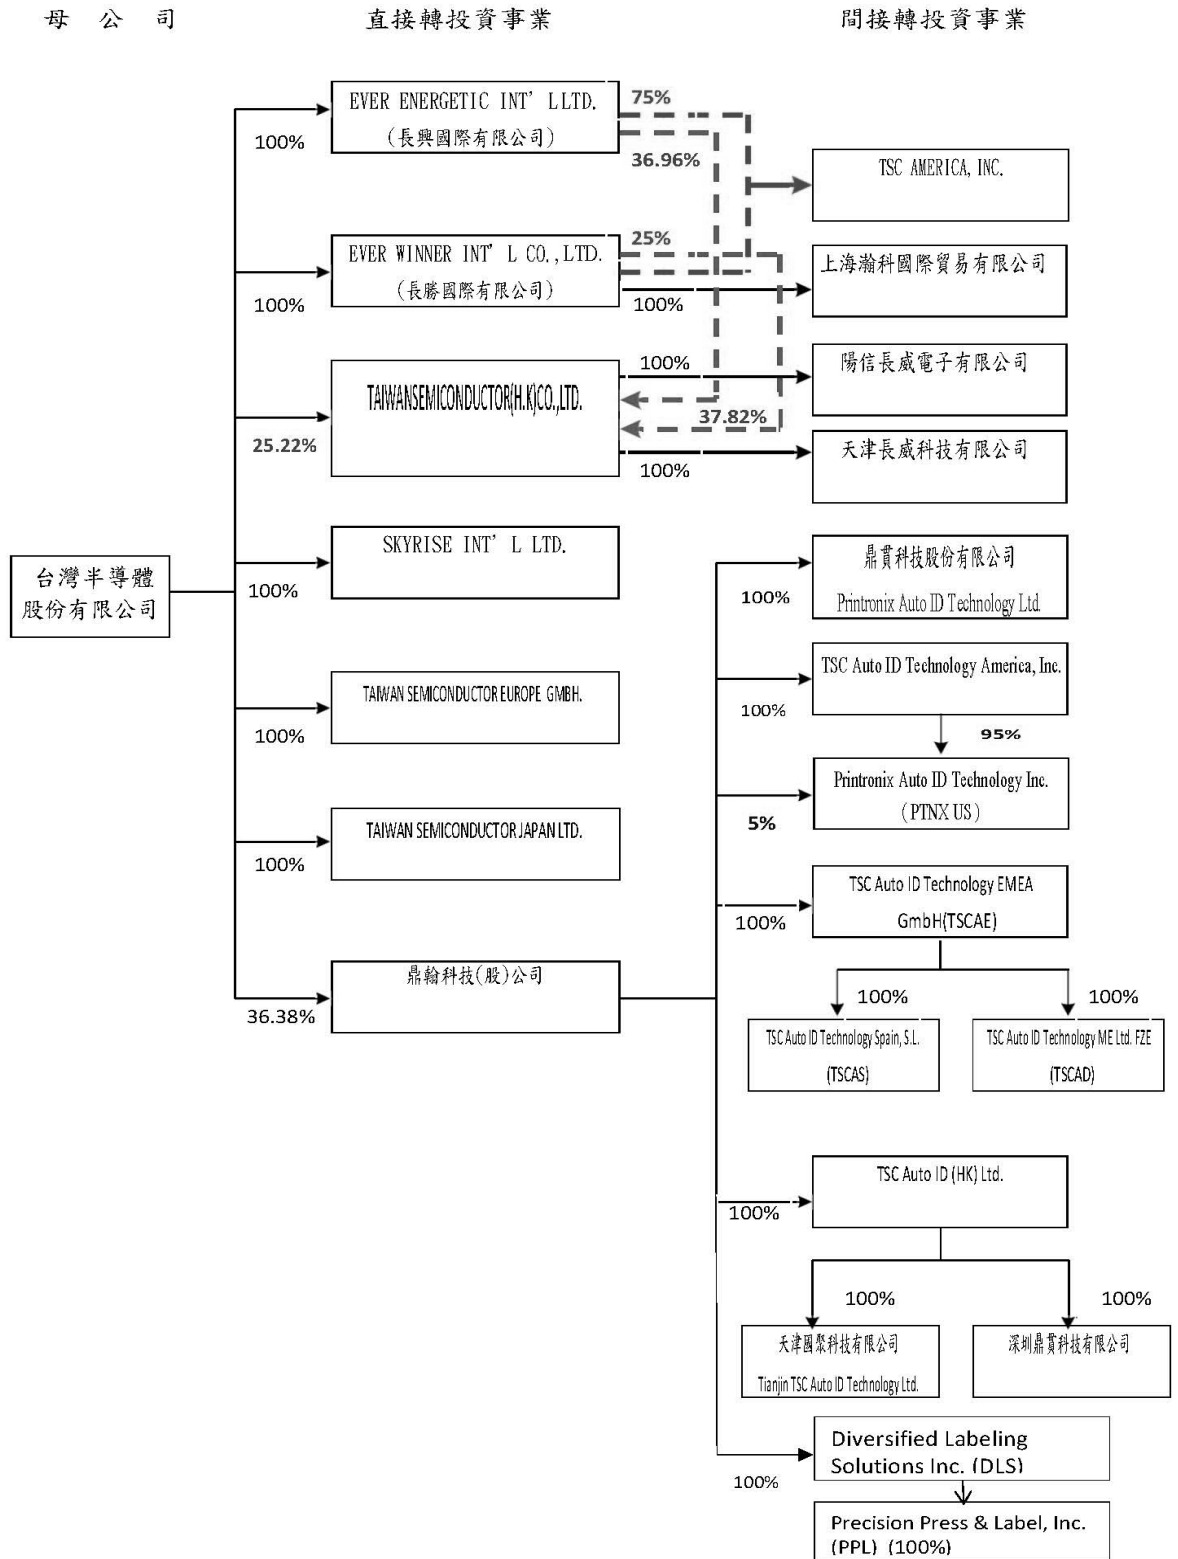 母 公 司
直接轉投資事業
間接轉投資事業
EVER ENERGETIC INT' L LTD.
(長興國際有限公司)
100%
75%
36.96%
TSC AMERICA, INC.
EVER WINNER INT' L CO.,LTD.
(長勝國際有限公司)
100%
25%
100%
上海瀚科國際貿易有限公司
TAIWANSEMICONDUCTOR(H.K)CO.,LTD.
25.22%
100%
37.82%
100%
陽信長威電子有限公司
天津長威科技有限公司
台灣半導體
股份有限公司
SKYRISE INT' L LTD.
100%
TAIWAN SEMICONDUCTOR EUROPE GMBH.
100%
TAIWAN SEMICONDUCTOR JAPAN LTD.
100%
鼎翰科技(股)公司
36.38%
鼎貫科技股份有限公司
Printronix Auto ID Technology Ltd.
100%
TSC Auto ID Technology America, Inc.
100%
95%
Printronix Auto ID Technology Inc.
(PTNX US)
5%
TSC Auto ID Technology EMEA
GmbH(TSCAE)
100%
100%
100%
TSC Auto ID Technology Spain, S.L.
(TSCAS)
TSC Auto ID Technology ME Ltd. FZE
(TSCAD)
TSC Auto ID (HK) Ltd.
100%
100%
100%
天津國聚科技有限公司
Tianjin TSC Auto ID Technology Ltd.
深圳鼎貫科技有限公司
Diversified Labeling
Solutions Inc. (DLS)
100%
Precision Press & Label, Inc.
(PPL) (100%)